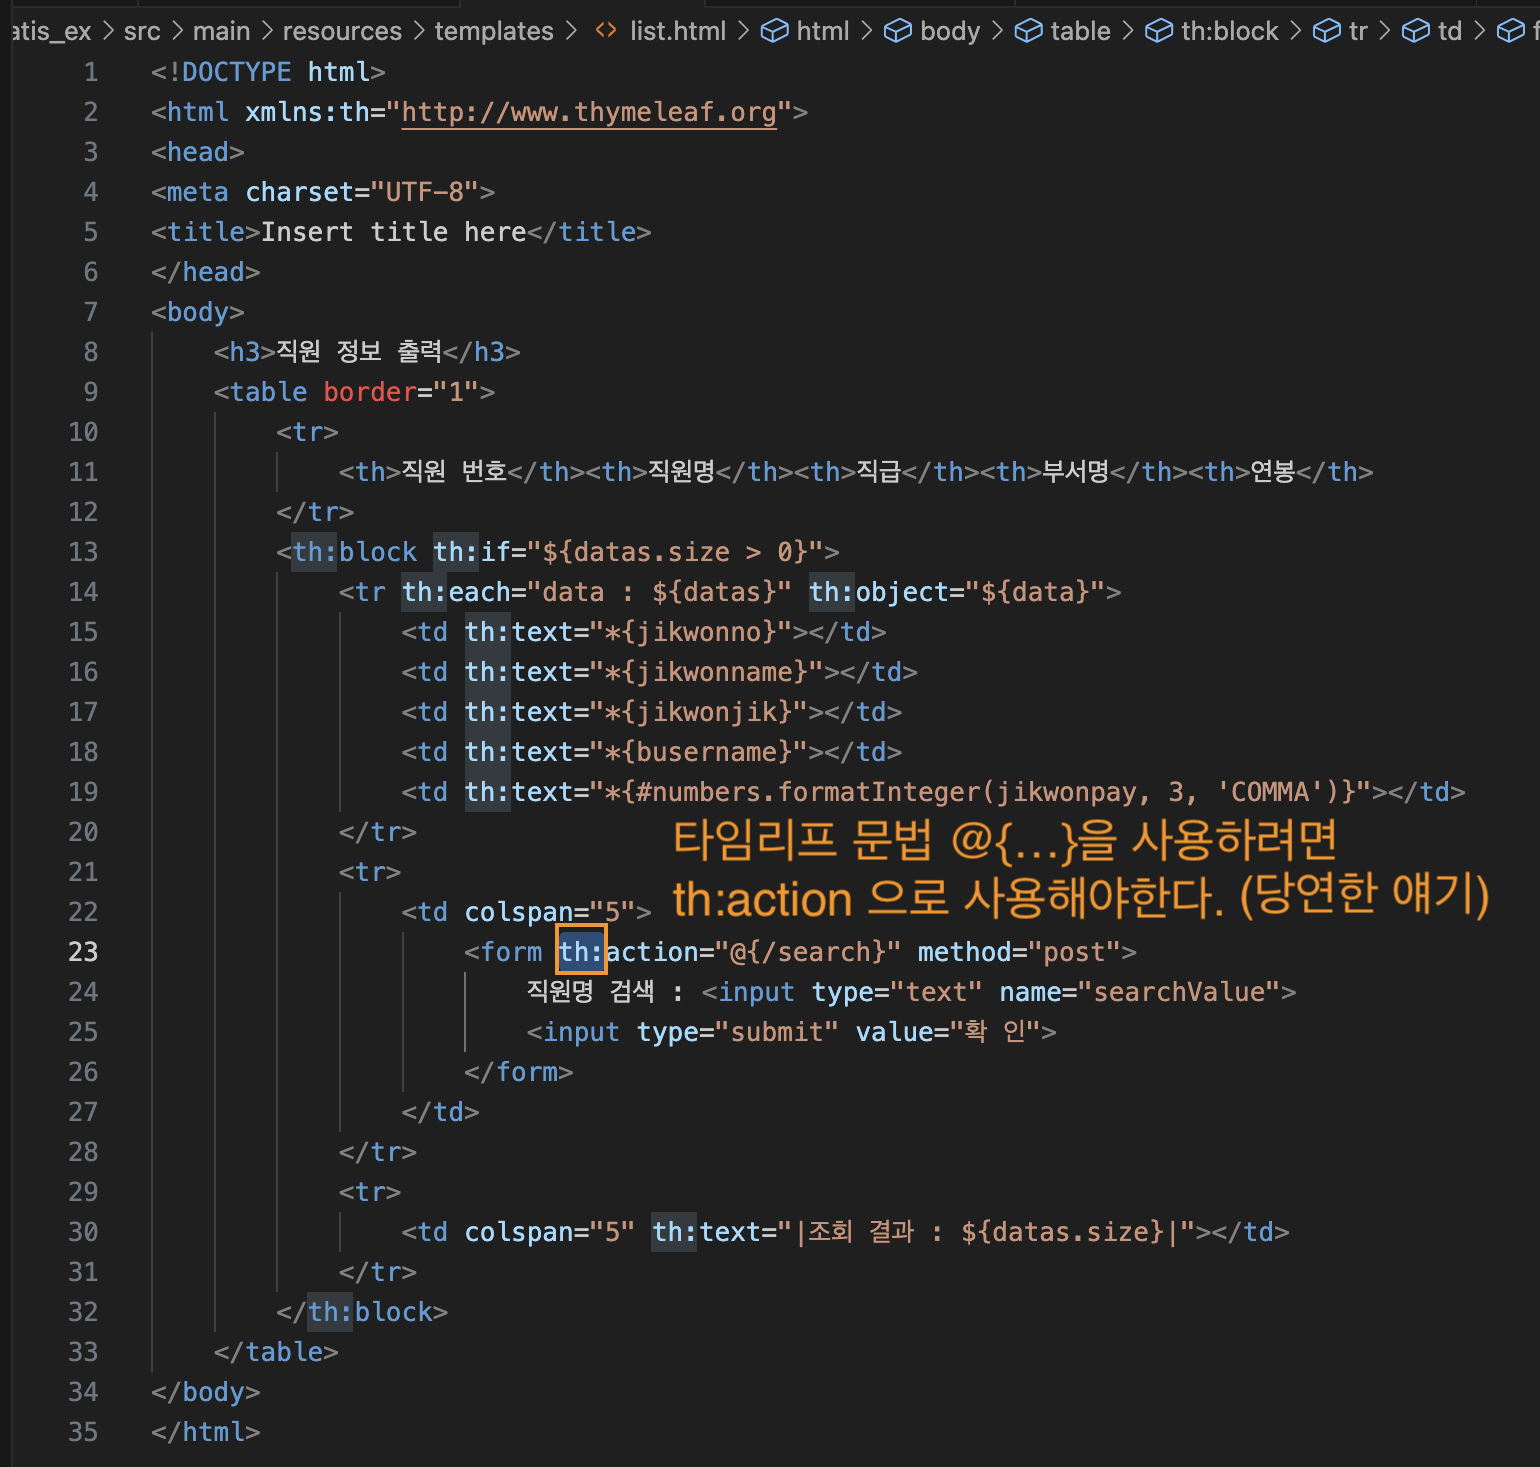 atis_ex > src > main > resources > templates > <> list.html > html > body > table > th:block > tr > td > f
1 <!DOCTYPE html>
2 <html xmlns:th="http://www.thymeleaf.org">
3 <head>
4 <meta charset="UTF-8">
5 <title>Insert title here</title>
6 </head>
7 <body>
8 <h3>직원 정보 출력</h3>
9 <table border="1">
10 <tr>
11 <th>직원 번호</th><th>직원명</th><th>직급</th><th>부서명</th><th>연봉</th>
12 </tr>
13 <th:block th:if="${datas.size > 0}">
14 <tr th:each="data : ${datas}" th:object="${data}">
15 <td th:text="*{jikwonno}"></td>
16 <td th:text="*{jikwonname}"></td>
17 <td th:text="*{jikwonjik}"></td>
18 <td th:text="*{busername}"></td>
19 <td th:text="*{#numbers.formatInteger(jikwonpay, 3, 'COMMA')}"></td>
20 </tr>
타임리프 문법 @{...}을 사용하려면
21 <tr>
th:action 으로 사용해야한다. (당연한 얘기)
22 <td colspan="5">
23 <form th:action="@{/search}" method="post">
24 직원명 검색 : <input type="text" name="searchValue">
25 <input type="submit" value="확 인">
26 </form>
27 </td>
28 </tr>
29 <tr>
30 <td colspan="5" th:text="|조회 결과 : ${datas.size}|"></td>
31 </tr>
32 </th:block>
33 </table>
34 </body>
35 </html>